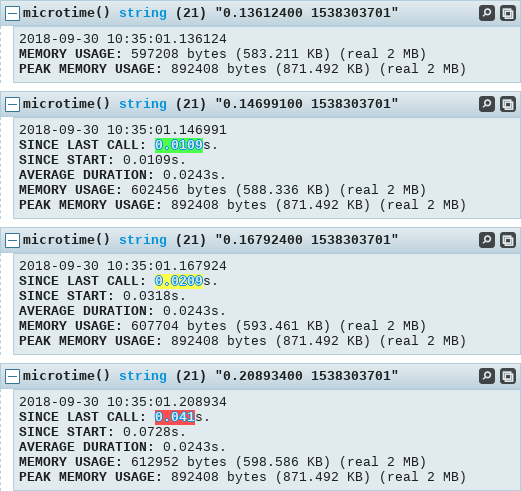 microtime() string (21) "0.13612400 1538303701"
2018-09-30 10:35:01.136124
MEMORY USAGE: 597208 bytes (583.211 KB) (real 2 MB)
PEAK MEMORY USAGE: 892408 bytes (871.492 KB) (real 2 MB)
microtime() string (21) "0.14699100 1538303701"
2018-09-30 10:35:01.146991
SINCE LAST CALL: 0.0109s.
SINCE START: 0.0109s.
AVERAGE DURATION: 0.0243s.
MEMORY USAGE: 602456 bytes (588.336 KB) (real 2 MB)
PEAK MEMORY USAGE: 892408 bytes (871.492 KB) (real 2 MB)
microtime() string (21) "0.16792400 1538303701"
2018-09-30 10:35:01.167924
SINCE LAST CALL: 0.0209s.
SINCE START: 0.0318s.
AVERAGE DURATION: 0.0243s.
MEMORY USAGE: 607704 bytes (593.461 KB) (real 2 MB)
PEAK MEMORY USAGE: 892408 bytes (871.492 KB) (real 2 MB)
microtime() string (21) "0.20893400 1538303701"
2018-09-30 10:35:01.208934
SINCE LAST CALL: 0.041s.
SINCE START: 0.0728s.
AVERAGE DURATION: 0.0243s.
MEMORY USAGE: 612952 bytes (598.586 KB) (real 2 MB)
PEAK MEMORY USAGE: 892408 bytes (871.492 KB) (real 2 MB)